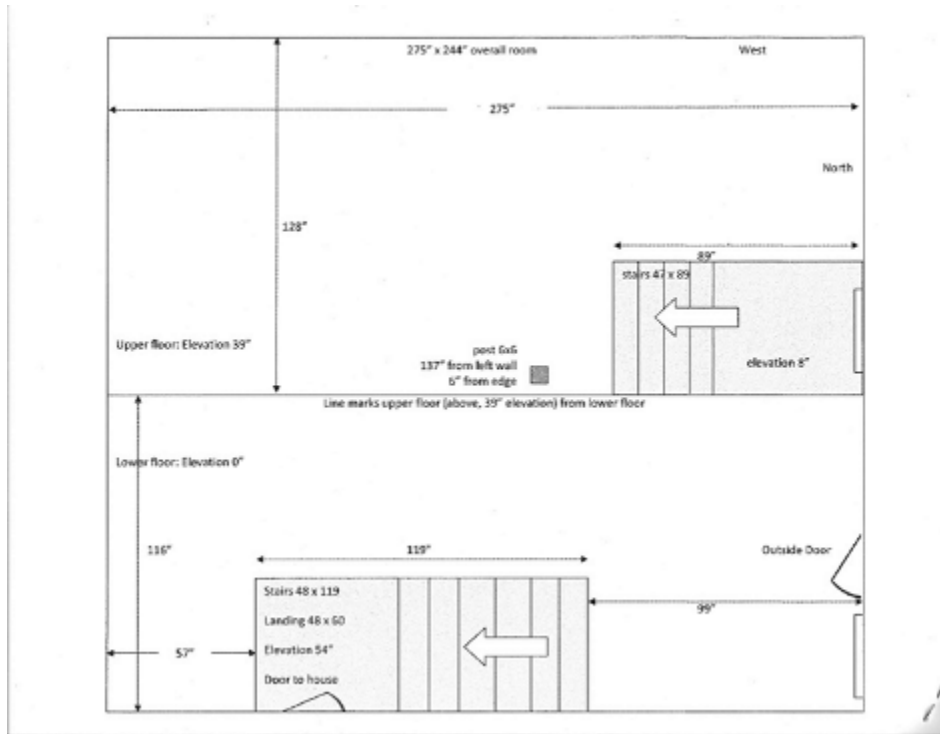 275" x 244" overall room
West
275"
North
128"
89"
stairs 47 x 89
Upper floor: Elevation 39"
post 6x6
137" from left wall
6" from edge
elevation 8"
Line marks upper floor (above, 39" elevation) from lower floor
Lower floor: Elevation 0"
116"
119"
Outside Door
Stairs 48 x 119
99"
Landing 48 x 60
Elevation 54"
57"
Door to house